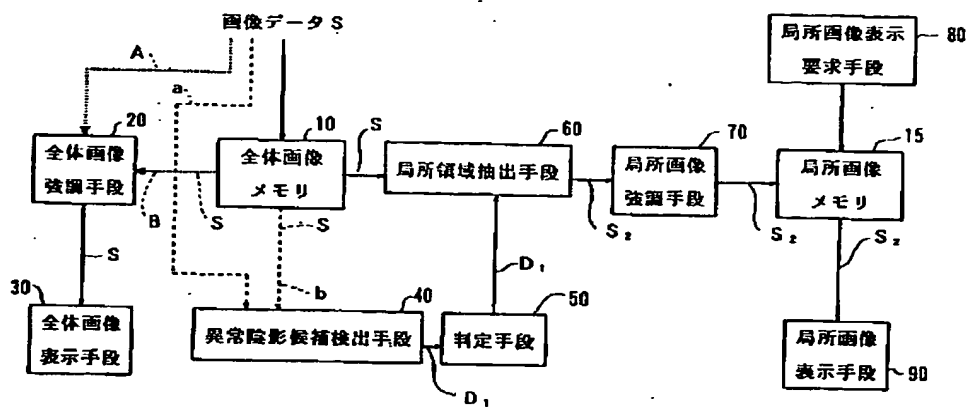 画像データ S
A
a
20
全体画像
強調手段
10
全体画像
メモリ
S
60
局所領域抽出手段
70
局所画像
強調手段
局所画像表示
要求手段
80
15
局所画像
メモリ
B
S
S
S₂
S₂
S₂
S
b
D₁
30
全体画像
表示手段
40
異常陰影候補検出手段
50
判定手段
D₁
局所画像
表示手段
90